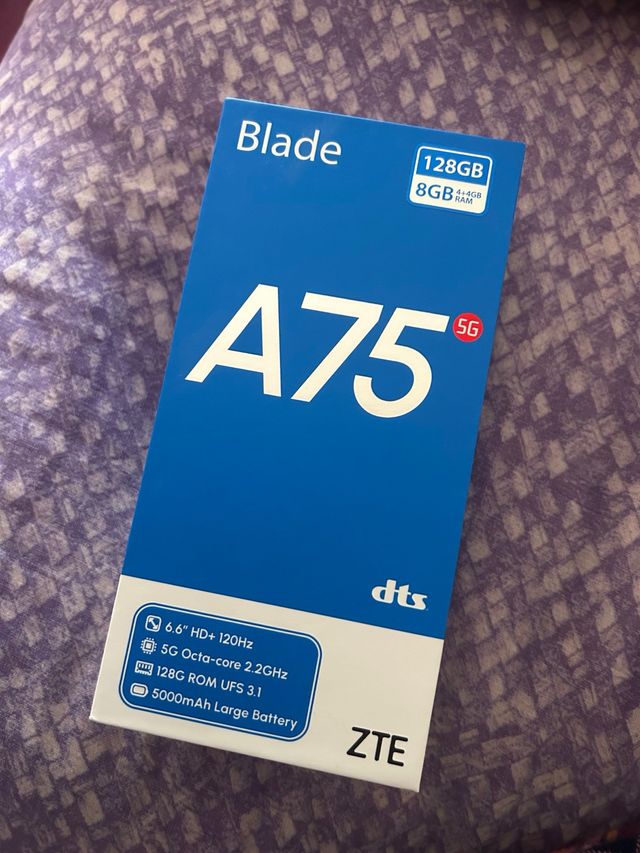 Blade
128GB
8GB 4+4GB RAM
A75 5G
dts
6.6” HD+ 120Hz
5G Octa-core 2.2GHz
128G ROM UFS 3.1
5000mAh Large Battery
ZTE